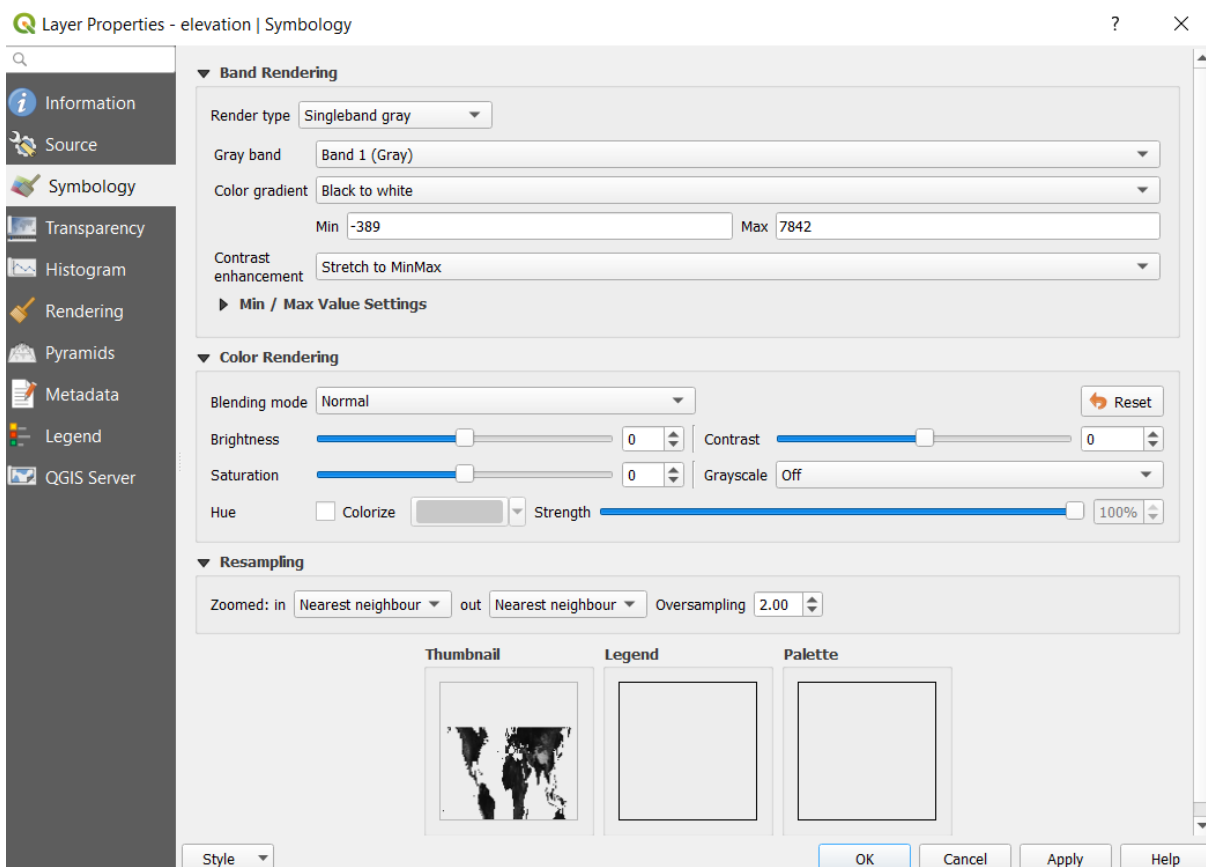 Layer Properties - elevation | Symbology ?
Information
Source
Symbology
Transparency
Histogram
Rendering
Pyramids
Metadata
Legend
QGIS Server
Band Rendering
Render type Singleband gray
Gray band Band 1 (Gray)
Color gradient Black to white
Min -389 Max 7842
Contrast
enhancement Stretch to MinMax
Min / Max Value Settings
Color Rendering
Blending mode Normal Reset
Brightness 0 Contrast 0
Saturation 0 Grayscale Off
Hue Colorize Strength 100%
Resampling
Zoomed: in Nearest neighbour out Nearest neighbour Oversampling 2.00
Thumbnail Legend Palette
Style OK Cancel Apply Help